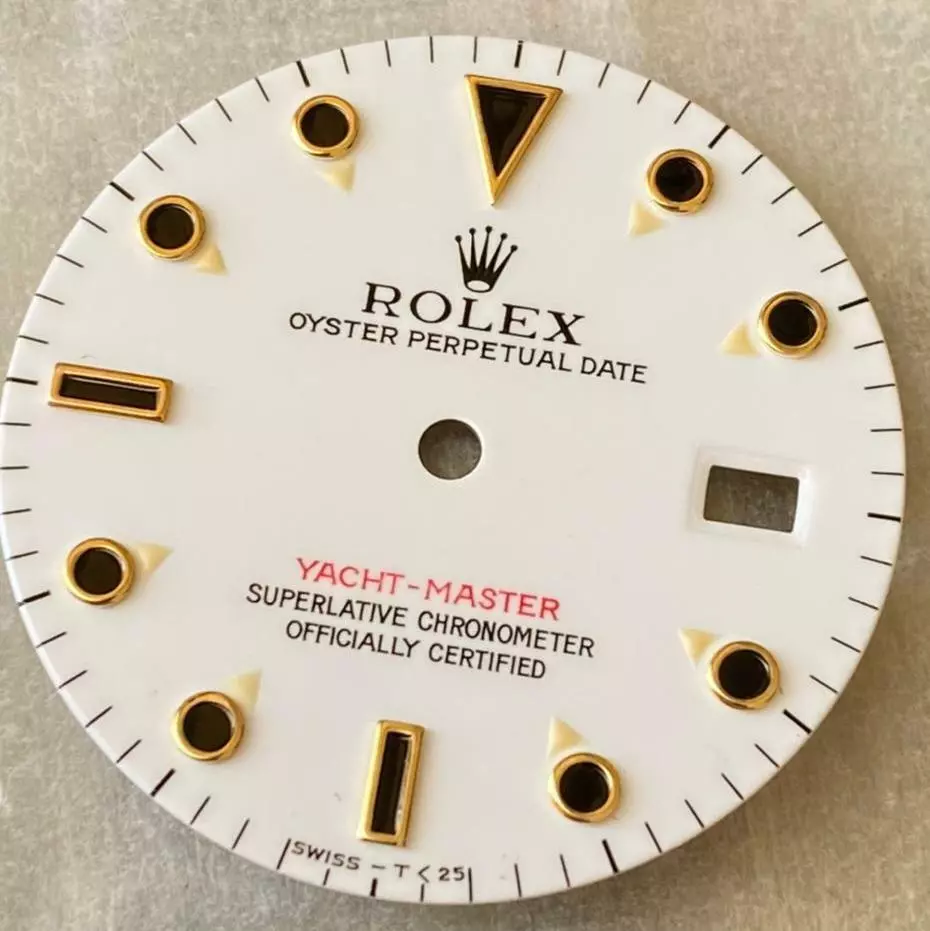 ROLEX
OYSTER PERPETUAL DATE
YACHT-MASTER
SUPERLATIVE CHRONOMETER
OFFICIALLY CERTIFIED
SWISS - T < 25